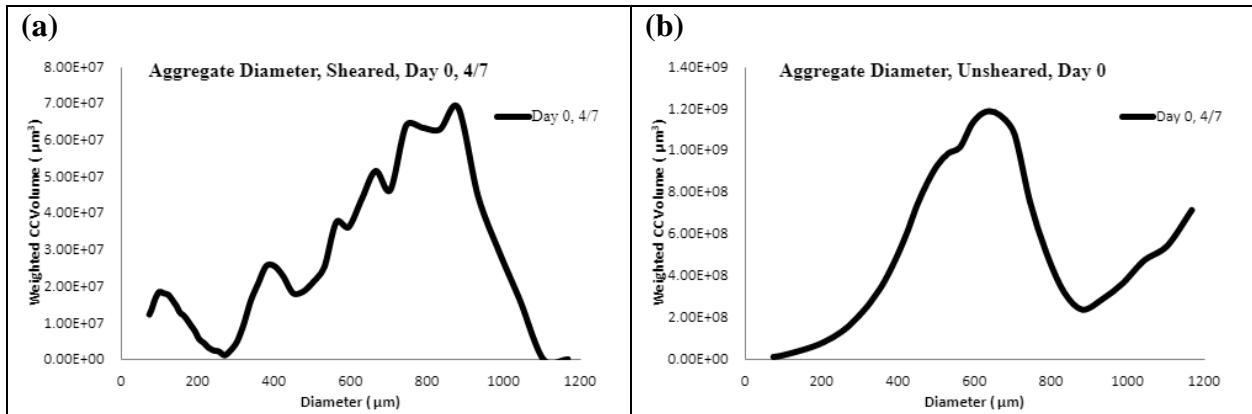 (a)
Aggregate Diameter, Sheared, Day 0, 4/7
Weighted CCVolume ( µm³)
8.00E+07
7.00E+07
6.00E+07
5.00E+07
4.00E+07
3.00E+07
2.00E+07
1.00E+07
0.00E+00
Day 0, 4/7
0 200 400 600 800 1000 1200
Diameter ( µm)
(b)
Aggregate Diameter, Unsheared, Day 0
Weighted CCVolume ( µm³)
1.40E+09
1.20E+09
1.00E+09
8.00E+08
6.00E+08
4.00E+08
2.00E+08
0.00E+00
Day 0, 4/7
0 200 400 600 800 1000 1200
Diameter ( µm)